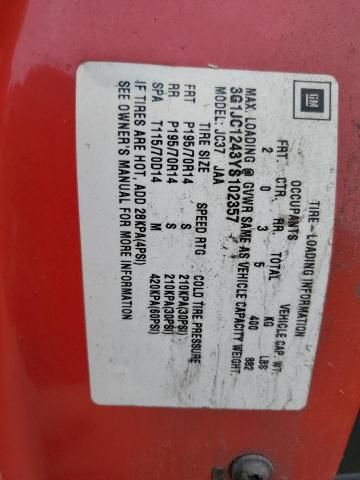 GM
TIRE-LOADING INFORMATION
OCCUPANTS VEHICLE CAP. WT.
FRT. CTR. RR. TOTAL KG LBS
2 0 3 5 400 882
MAX. LOADING @ GVWR SAME AS VEHICLE CAPACITY WEIGHT.
3G1JC1243YS102357
MODEL: JC37 JAA
TIRE SIZE SPEED RTG COLD TIRE PRESSURE
FRT P195/70R14 S 210KPA(30PSI)
RR P195/70R14 S 210KPA(30PSI)
SPA T115/70D14 M 420KPA(60PSI)
IF TIRES ARE HOT, ADD 28KPA(4PSI)
SEE OWNER'S MANUAL FOR MORE INFORMATION